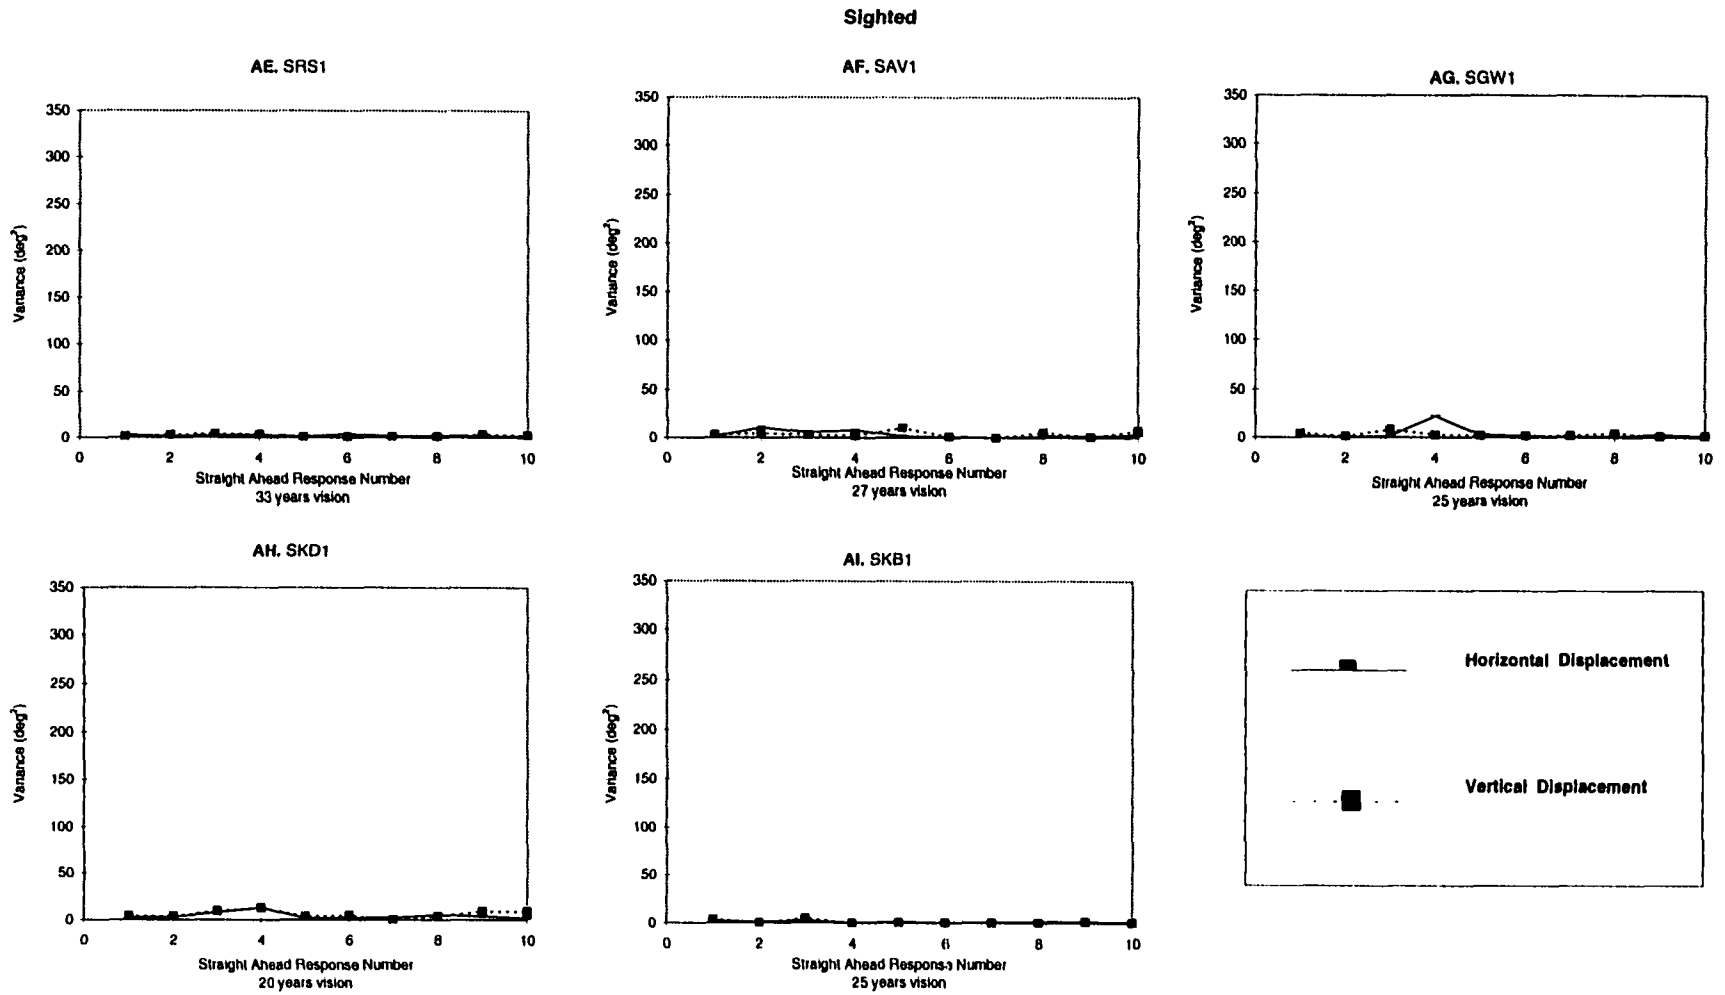 Sighted
AE. SRS1
350
300
250
200
150
100
50
0
Variance (deg²)
0 2 4 6 8 10
Straight Ahead Response Number
33 years vision
AF. SAV1
350
300
250
200
150
100
50
0
Variance (deg²)
0 2 4 6 8 10
Straight Ahead Response Number
27 years vision
AG. SGW1
350
300
250
200
150
100
50
0
Variance (deg²)
0 2 4 6 8 10
Straight Ahead Response Number
25 years vision
AH. SKD1
350
300
250
200
150
100
50
0
Variance (deg²)
0 2 4 6 8 10
Straight Ahead Response Number
20 years vision
AI. SKB1
350
300
250
200
150
100
50
0
Variance (deg²)
0 2 4 6 8 10
Straight Ahead Response Number
25 years vision
Horizontal Displacement
Vertical Displacement